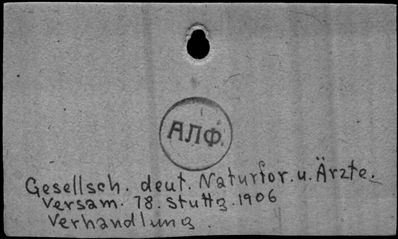 АЛФ.
Gesellsch. deut. Naturfor. u. Ärzte.
Versam. 78. Stuttg. 1906
Verhandlung.